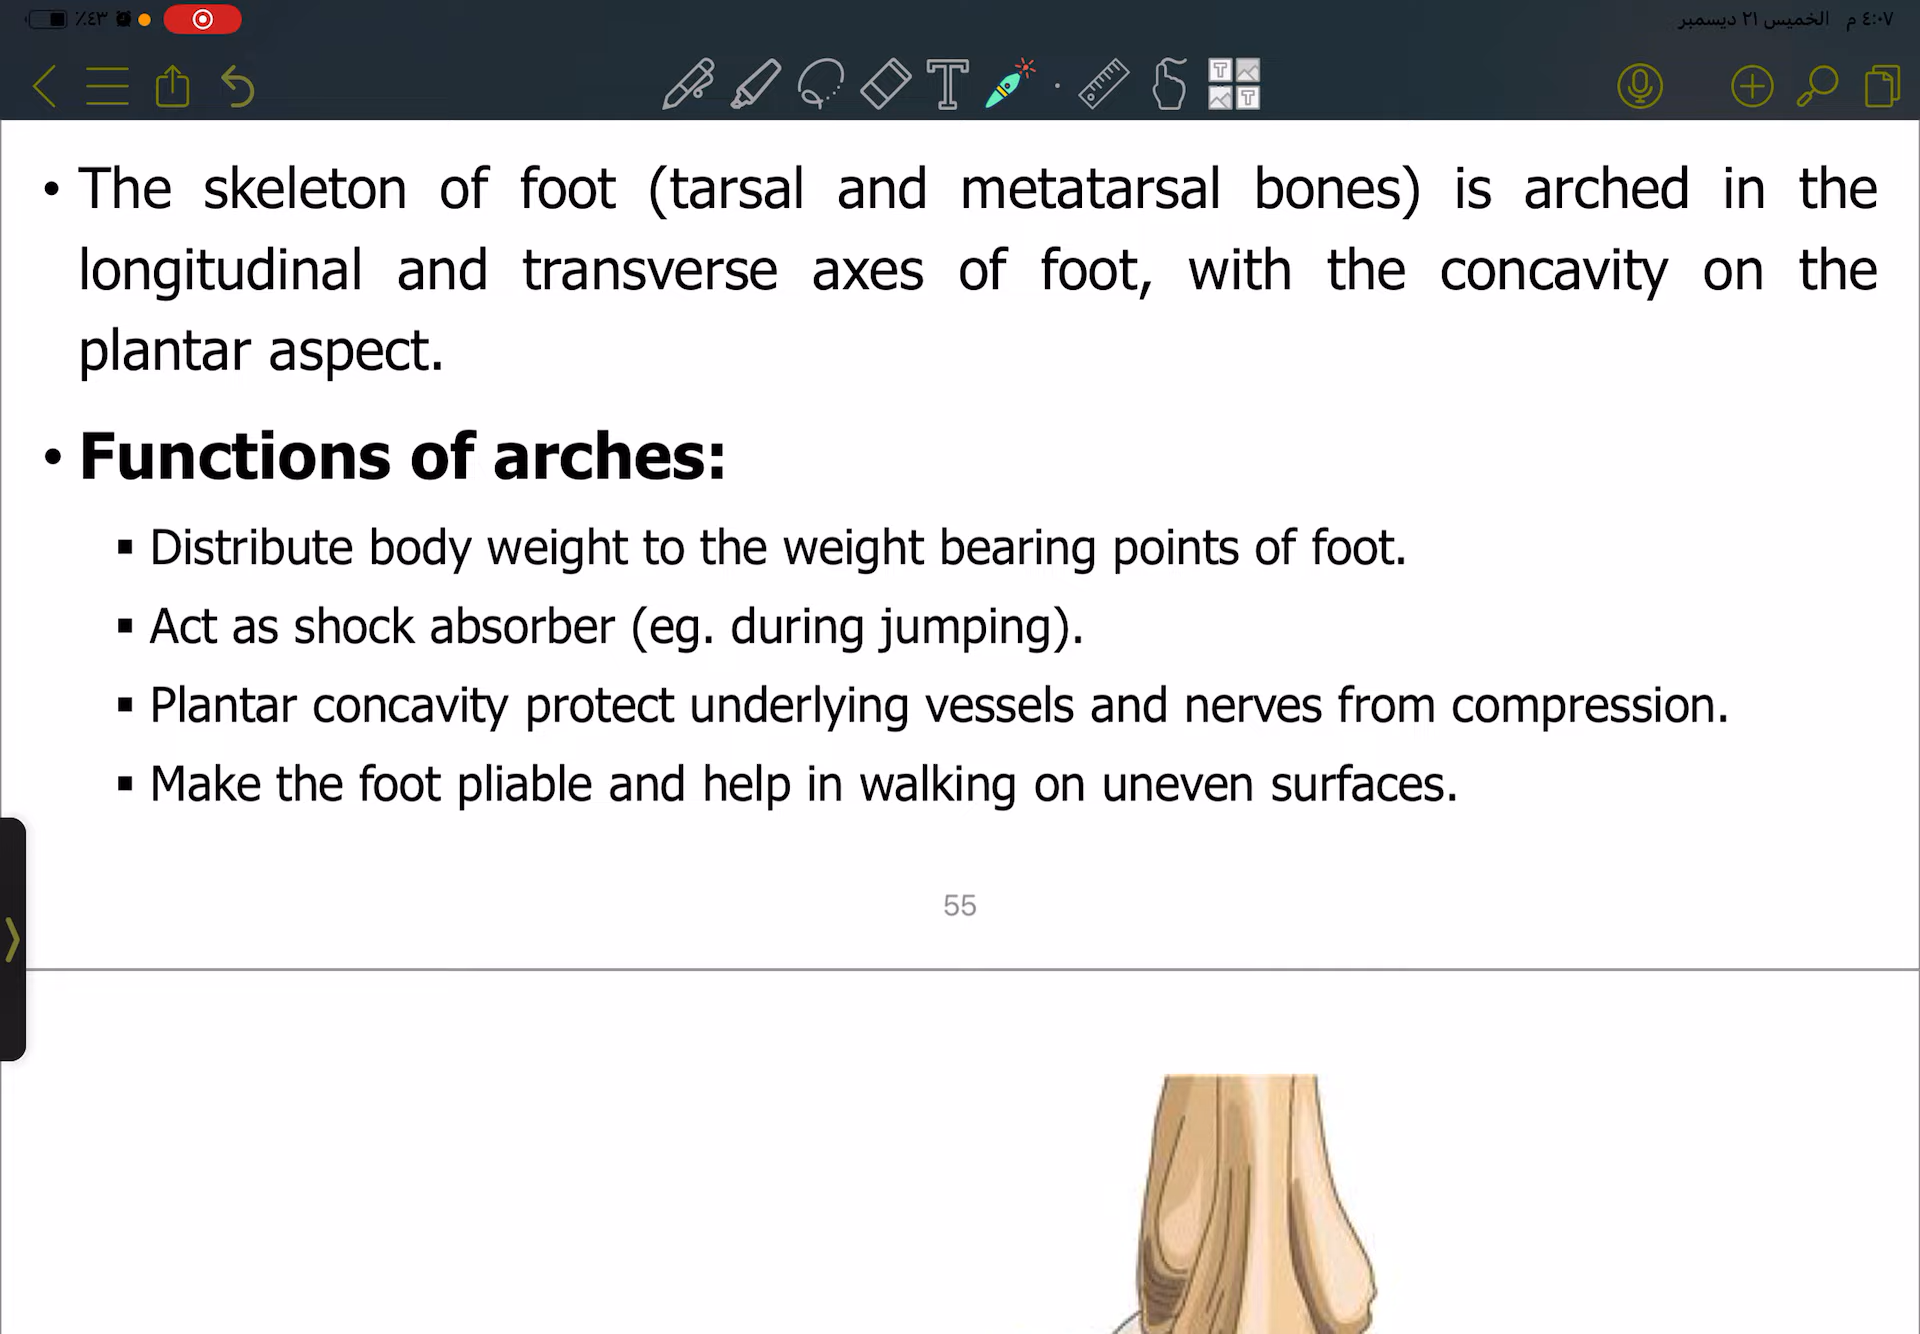 ٪٤٣
الخميس ٢١ ديسمبر ٤:٠٧ م
• The skeleton of foot (tarsal and metatarsal bones) is arched in the
longitudinal and transverse axes of foot, with the concavity on the
plantar aspect.
• Functions of arches:
▪ Distribute body weight to the weight bearing points of foot.
▪ Act as shock absorber (eg. during jumping).
▪ Plantar concavity protect underlying vessels and nerves from compression.
▪ Make the foot pliable and help in walking on uneven surfaces.
55